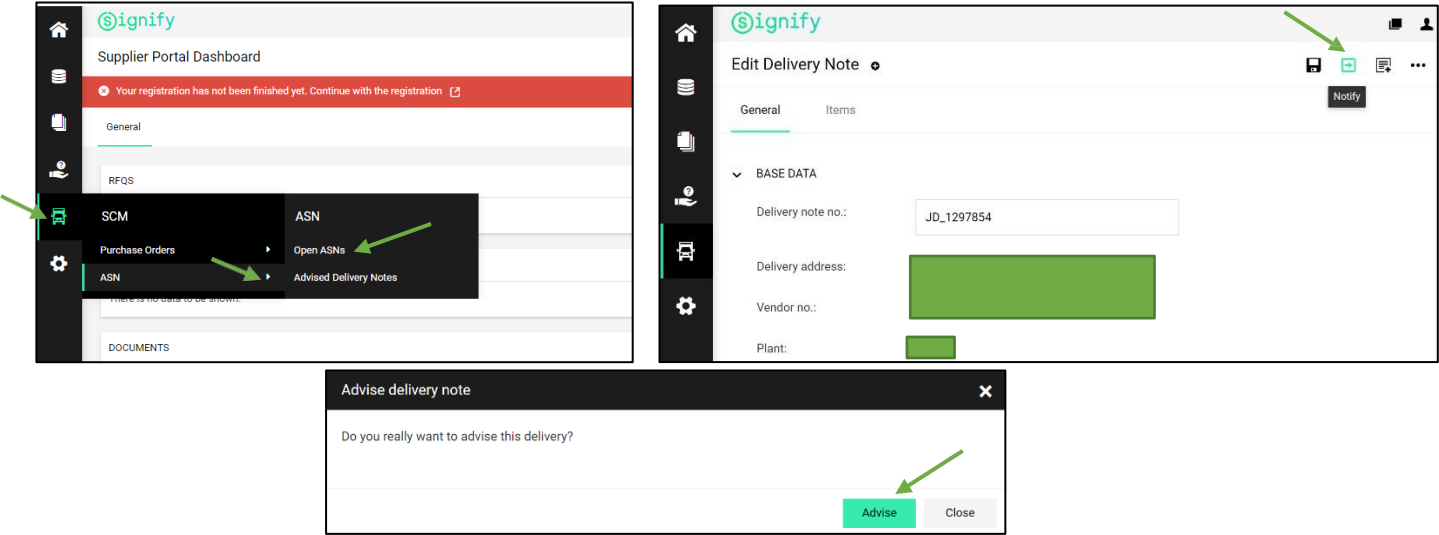 signify
Supplier Portal Dashboard
Your registration has not been finished yet. Continue with the registration
General
RFQS
SCM
ASN
Purchase Orders
Open ASNs
ASN
Advised Delivery Notes
There is no data to be shown.
DOCUMENTS
signify
Edit Delivery Note
Notify
General
Items
BASE DATA
Delivery note no.:
JD_1297854
Delivery address:
Vendor no.:
Plant:
Advise delivery note
Do you really want to advise this delivery?
Advise
Close